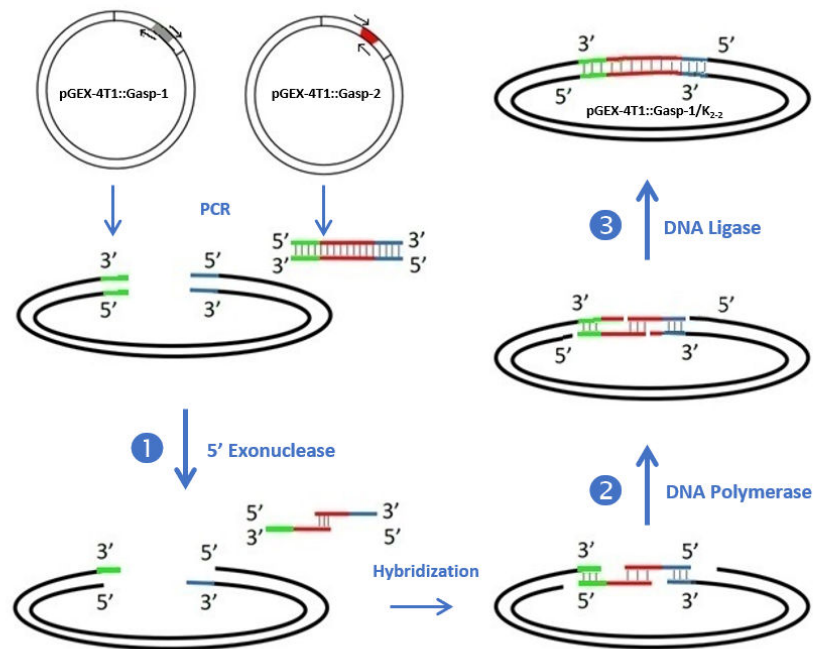 pGEX-4T1::Gasp-1
pGEX-4T1::Gasp-2
PCR
5’ 3’
3’ 5’
3’ 5’
5’ 3’
1 5’ Exonuclease
5’ 3’
3’ 5’
3’ 5’
5’ 3’
Hybridization
3’ 5’
5’ 3’
2 DNA Polymerase
3’ 5’
5’ 3’
3 DNA Ligase
3’ 5’
5’ 3’
pGEX-4T1::Gasp-1/K₂₋₂